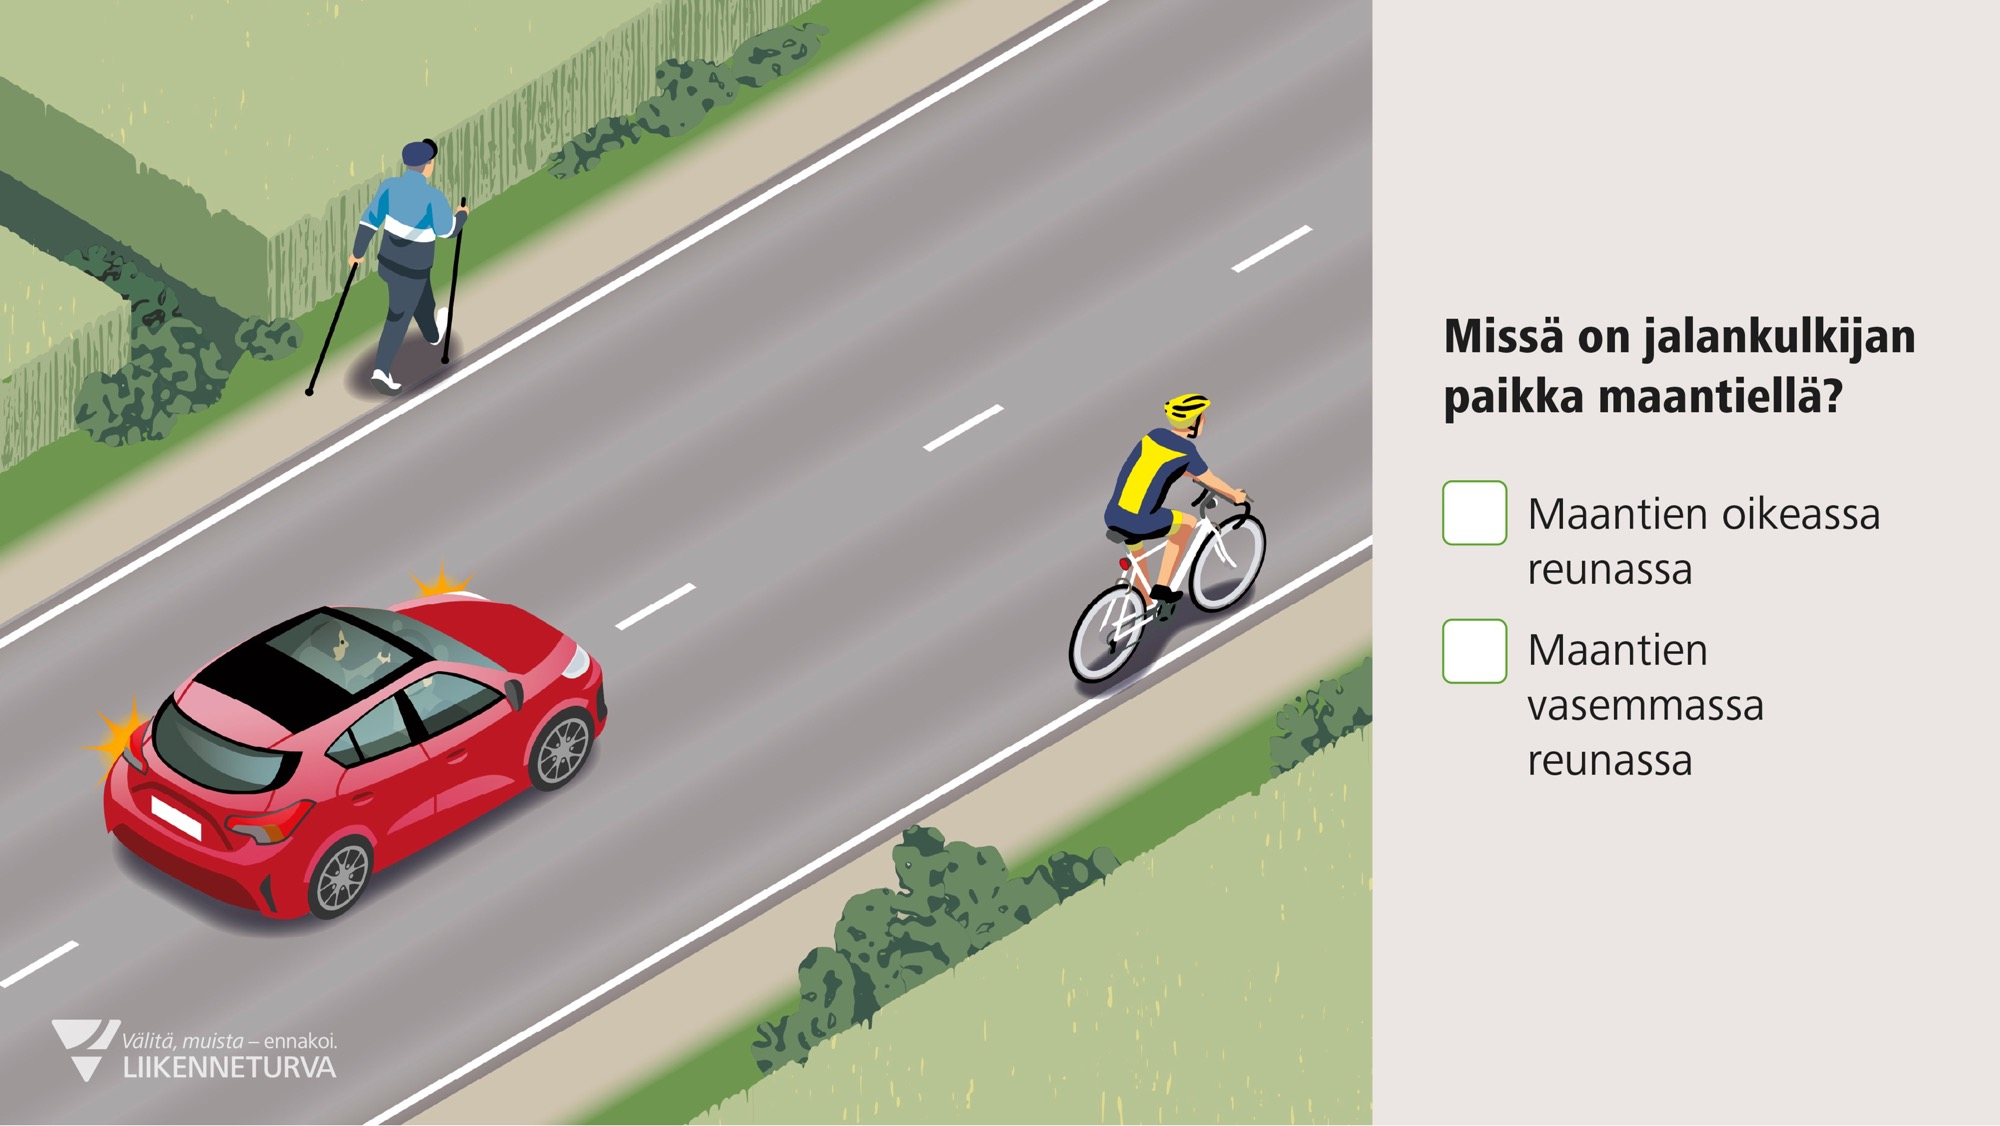 Missä on jalankulkijan
paikka maantiellä?
Maantien oikeassa
reunassa
Maantien
vasemmassa
reunassa
Välitä, muista – ennakoi.
LIIKENNETURVA